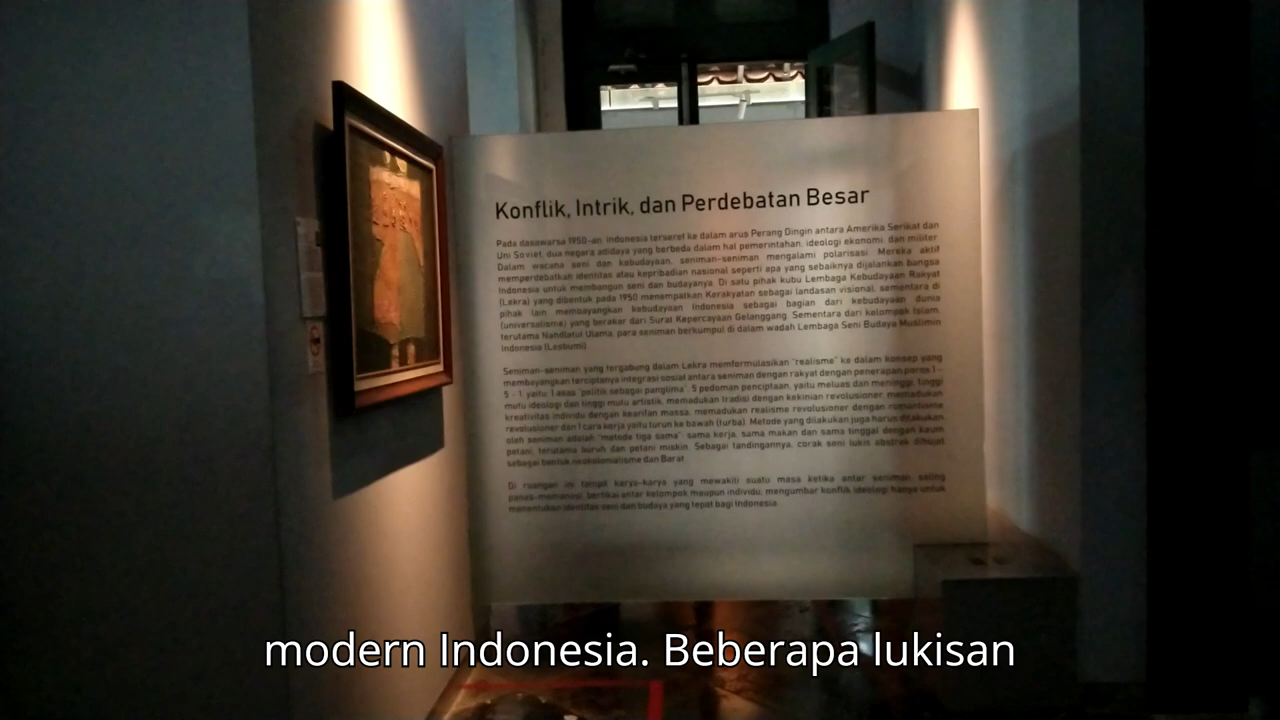 Konflik, Intrik, dan Perdebatan Besar
Pada dasawarsa 1950-an, Indonesia terseret ke dalam arus Perang Dingin antara Amerika Serikat dan
Uni Soviet, dua negara adidaya yang berbeda dalam hal pemerintahan, ideologi ekonomi, dan militer.
Dalam wacana seni dan kebudayaan, seniman-seniman mengalami polarisasi. Mereka aktif
memperdebatkan identitas atau kepribadian nasional seperti apa yang sebaiknya dijalankan bangsa
Indonesia untuk membangun seni dan budayanya. Di satu pihak kubu Lembaga Kebudayaan Rakyat
(Lekra) yang dibentuk pada 1950 menempatkan Kerakyatan sebagai landasan visional, sementara di
pihak lain membayangkan kebudayaan Indonesia sebagai bagian dari kebudayaan dunia
(universalisme) yang berakar dari Surat Kepercayaan Gelanggang. Sementara dari kelompok Islam,
terutama Nahdlatul Ulama, para seniman berkumpul di dalam wadah Lembaga Seni Budaya Muslimin
Indonesia (Lesbumi).
Seniman-seniman yang tergabung dalam Lekra memformulasikan "realisme" ke dalam konsep yang
membayangkan terciptanya integrasi sosial antara seniman dengan rakyat dengan penerapan poros 1 -
5 - 1, yaitu: 1 asas "politik sebagai panglima", 5 pedoman penciptaan, yaitu meluas dan meninggi, tinggi
mutu ideologi dan tinggi mutu artistik, memadukan tradisi dengan kekinian revolusioner, memadukan
kreativitas individu dengan kearifan massa, memadukan realisme revolusioner dengan romantisme
revolusioner dan 1 cara kerja yaitu turun ke bawah (turba). Metode yang dilakukan juga harus dilakukan
oleh seniman adalah "metode tiga sama": sama kerja, sama makan dan sama tinggal dengan kaum
petani, terutama buruh dan petani miskin. Sebagai tandingannya, corak seni lukis abstrak dihujat
sebagai bentuk neokolonialisme dan Barat.
Di ruangan ini tampil karya-karya yang mewakili suatu masa ketika antar seniman saling
panas-memanasi, bertikai antar kelompok maupun individu, mengumbar konflik ideologi hanya untuk
menentukan identitas seni dan budaya yang tepat bagi Indonesia.
modern Indonesia. Beberapa lukisan